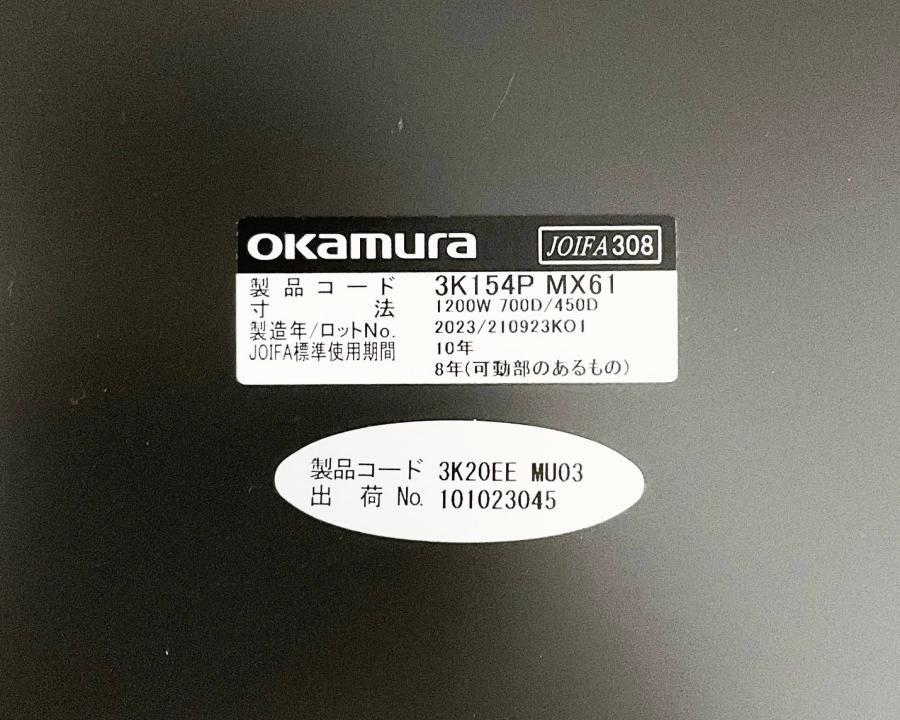 okamura JOIFA308
製品コード 3K154P MX61
寸法 1200W 700D/450D
製造年/ロットNo. 2023/210923K01
JOIFA標準使用期間 10年
8年(可動部のあるもの)
製品コード 3K20EE MU03
出荷 No. 101023045